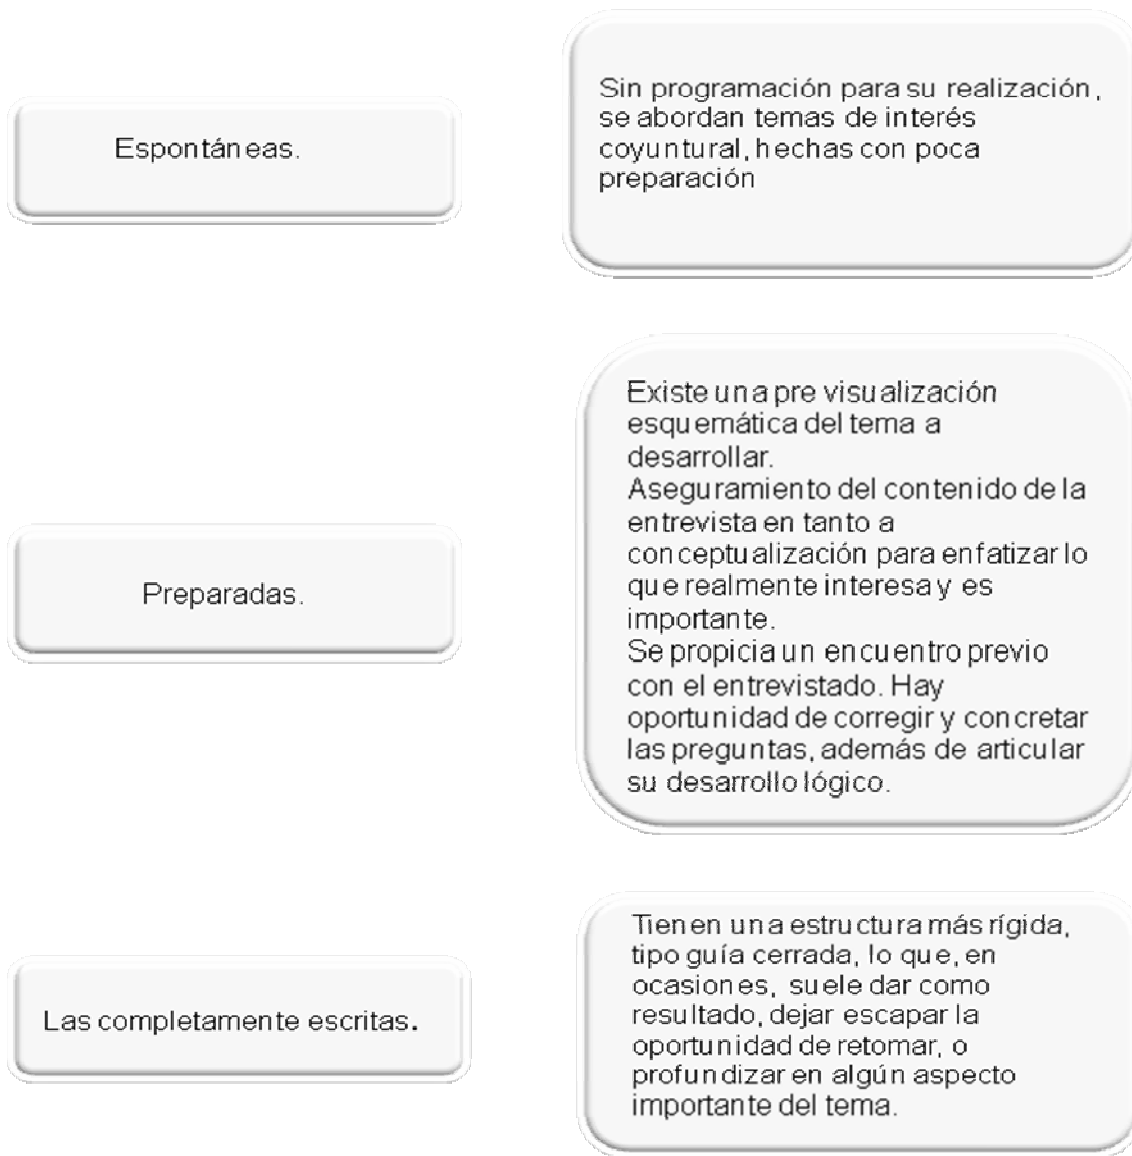 Espontáneas.
Sin programación para su realización,
se abordan temas de interés
coyuntural, hechas con poca
preparación
Preparadas.
Existe una pre visualización
esquemática del tema a
desarrollar.
Aseguramiento del contenido de la
entrevista en tanto a
conceptualización para enfatizar lo
que realmente interesa y es
importante.
Se propicia un encuentro previo
con el entrevistado. Hay
oportunidad de corregir y concretar
las preguntas, además de articular
su desarrollo lógico.
Las completamente escritas.
Tienen una estructura más rígida,
tipo guía cerrada, lo que, en
ocasiones, suele dar como
resultado, dejar escapar la
oportunidad de retomar, o
profundizar en algún aspecto
importante del tema.